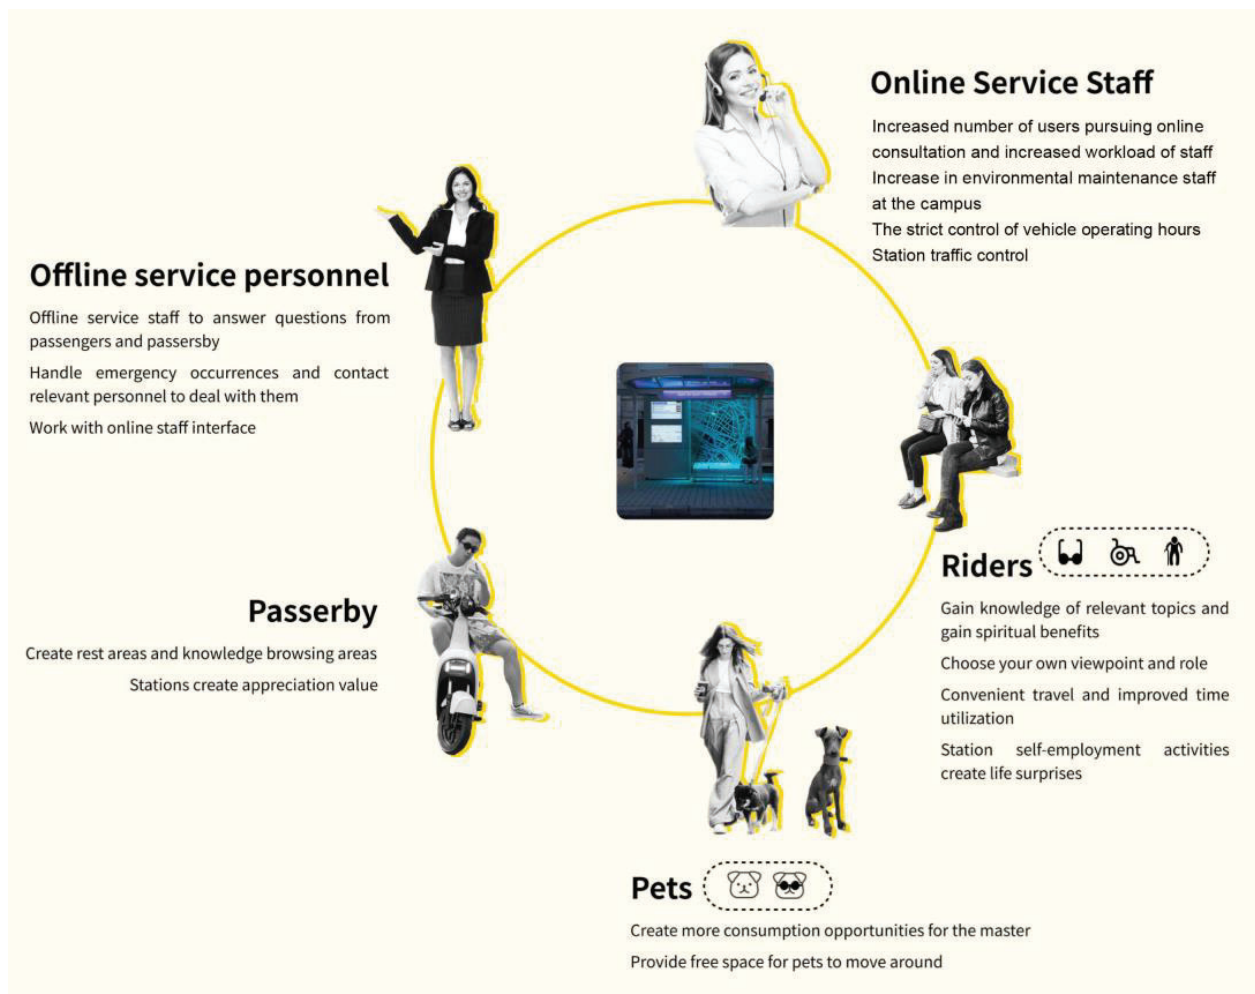 Online Service Staff
Increased number of users pursuing online
consultation and increased workload of staff
Increase in environmental maintenance staff
at the campus
The strict control of vehicle operating hours
Station traffic control
Offline service personnel
Offline service staff to answer questions from
passengers and passersby
Handle emergency occurrences and contact
relevant personnel to deal with them
Work with online staff interface
Riders
Gain knowledge of relevant topics and
gain spiritual benefits
Choose your own viewpoint and role
Convenient travel and improved time
utilization
Station self-employment activities
create life surprises
Passerby
Create rest areas and knowledge browsing areas
Stations create appreciation value
Pets
Create more consumption opportunities for the master
Provide free space for pets to move around